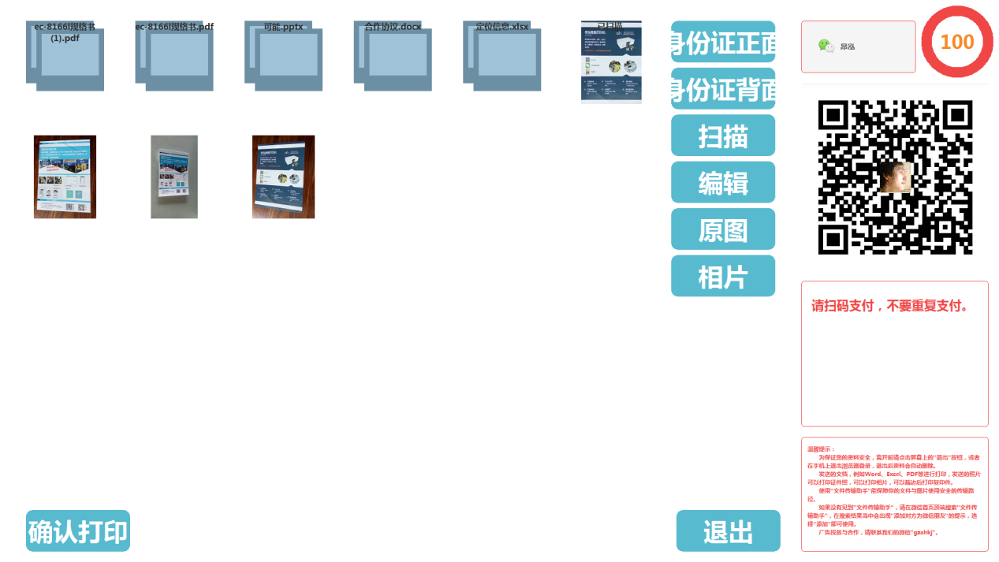 ec-8166l规格书
(1).pdf
ec-8166l规格书.pdf
可能.pptx
合作协议.docx
定位信息.xlsx
已扫描
身份证正面
身份证背面
扫描
编辑
原图
相片
昂泓
100
请扫码支付，不要重复支付。
温馨提示：
为保证您的资料安全，离开前请点击屏幕上的"退出"按钮，或者
在手机上退出浏览器登录，退出后资料会自动删除。
发送的文档，例如Word、Excel、PDF等进行打印，发送的照片
可以打印证件照，可以打印相片，可以裁边后打印复印件。
使用"文件传输助手"能保障你的文件与图片使用安全的传输路
径。
如果没有见到"文件传输助手"，请在微信首页顶端搜索"文件传
输助手"，在搜索结果当中会出现"添加对方为微信朋友"的提示，选
择"添加"即可使用。
广告投放与合作，请联系我们的微信"gzahkj"。
确认打印
退出